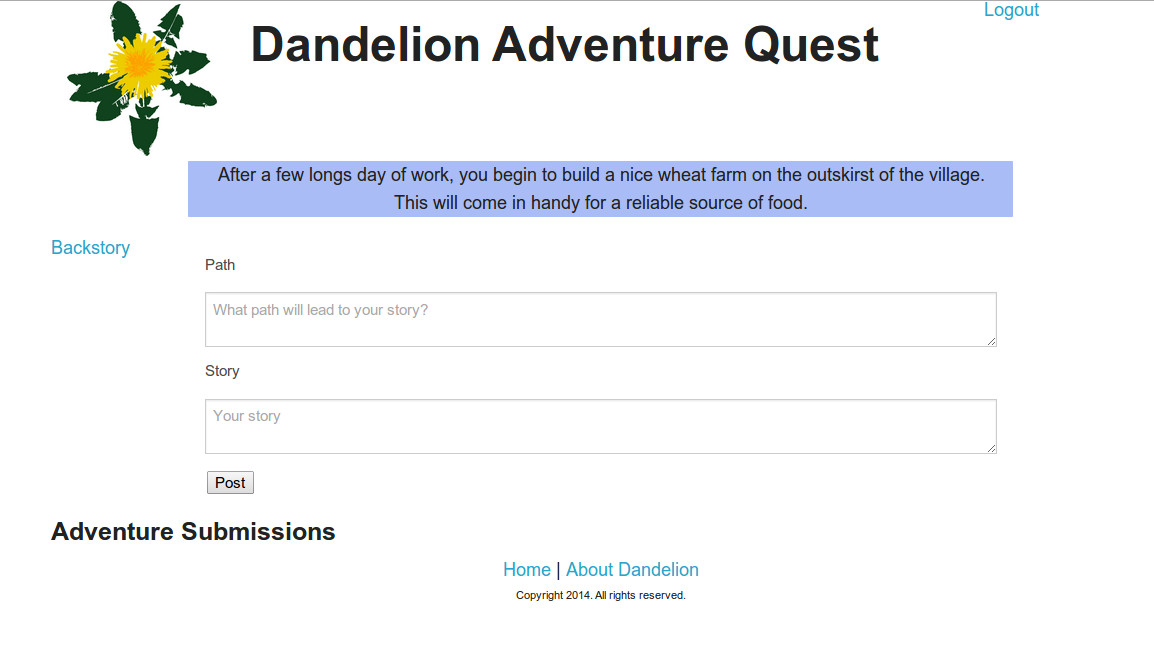 Logout
Dandelion Adventure Quest
After a few longs day of work, you begin to build a nice wheat farm on the outskirst of the village.
This will come in handy for a reliable source of food.
Backstory
Path
What path will lead to your story?
Story
Your story
Post
Adventure Submissions
Home | About Dandelion
Copyright 2014. All rights reserved.